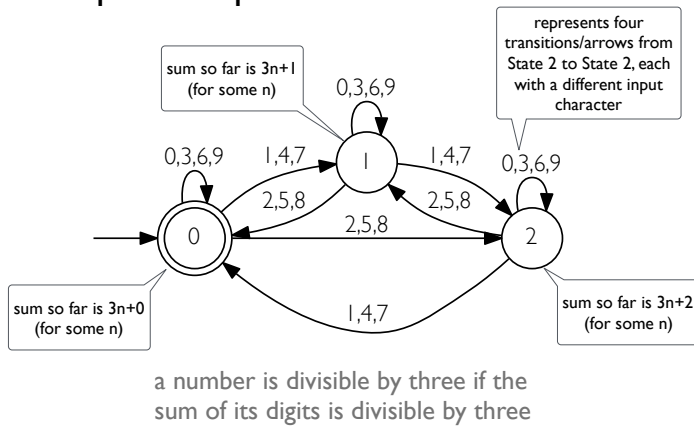 represents four
transitions/arrows from
State 2 to State 2, each
with a different input
character
sum so far is 3n+1
(for some n)
0,3,6,9
0,3,6,9
1,4,7
1
1,4,7
0,3,6,9
2,5,8
2,5,8
0
2,5,8
2
sum so far is 3n+0
(for some n)
1,4,7
sum so far is 3n+2
(for some n)
a number is divisible by three if the
sum of its digits is divisible by three